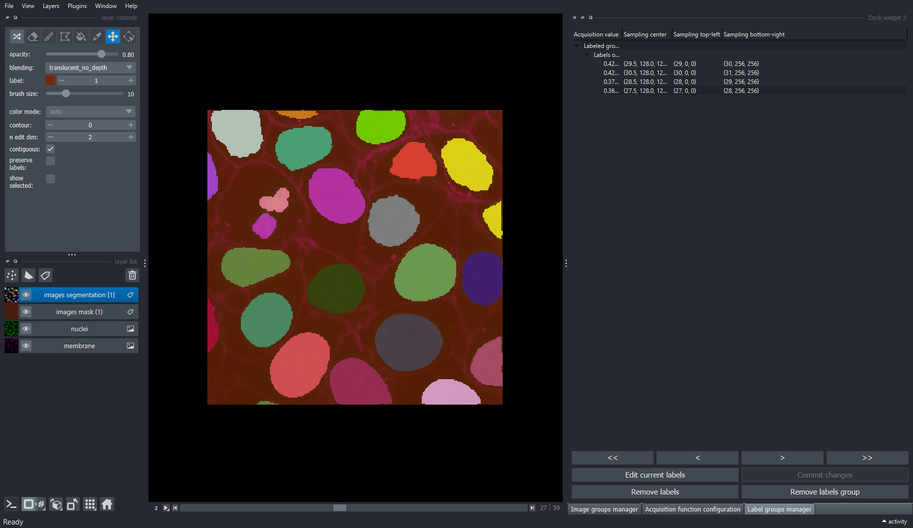 File View Layers Plugins Window Help
layer controls
opacity: 0.80
blending: translucent_no_depth
label: 1
brush size: 10
color mode: auto
contour: 0
n edit dim: 2
contiguous:
preserve
labels:
show
selected:
layer list
images segmentation [1]
images mask (1)
nuclei
membrane
Ready
z
27 | 59
Dock widget 3
Acquisition value Sampling center Sampling top-left Sampling bottom-right
Labeled gro...
Labels o...
0.42... (29.5, 128.0, 12... (29, 0, 0) (30, 256, 256)
0.42... (30.5, 128.0, 12... (30, 0, 0) (31, 256, 256)
0.37... (28.5, 128.0, 12... (28, 0, 0) (29, 256, 256)
0.36... (27.5, 128.0, 12... (27, 0, 0) (28, 256, 256)
<< < > >>
Edit current labels Commit changes
Remove labels Remove labels group
Image groups manager Acquisition function configuration Label groups manager
activity